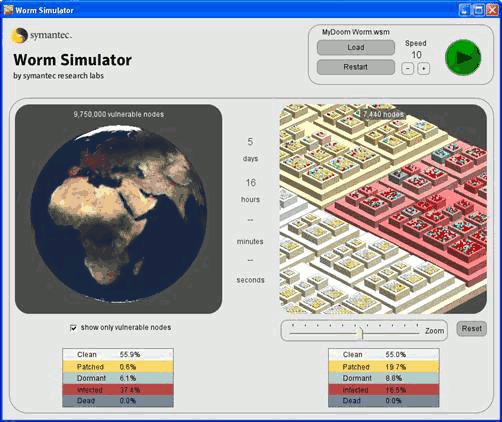 Worm Simulator
symantec.
Worm Simulator
by symantec research labs
MyDoom Worm.wsm
Load
Restart
Speed
10
-
+
9,750,000 vulnerable nodes
5
days
16
hours
--
minutes
--
seconds
17,440 nodes
show only vulnerable nodes
Zoom
Reset
Clean 55.9%
Patched 0.6%
Dormant 6.1%
Infected 37.4%
Dead 0.0%
Clean 55.0%
Patched 19.7%
Dormant 8.8%
Infected 16.5%
Dead 0.0%